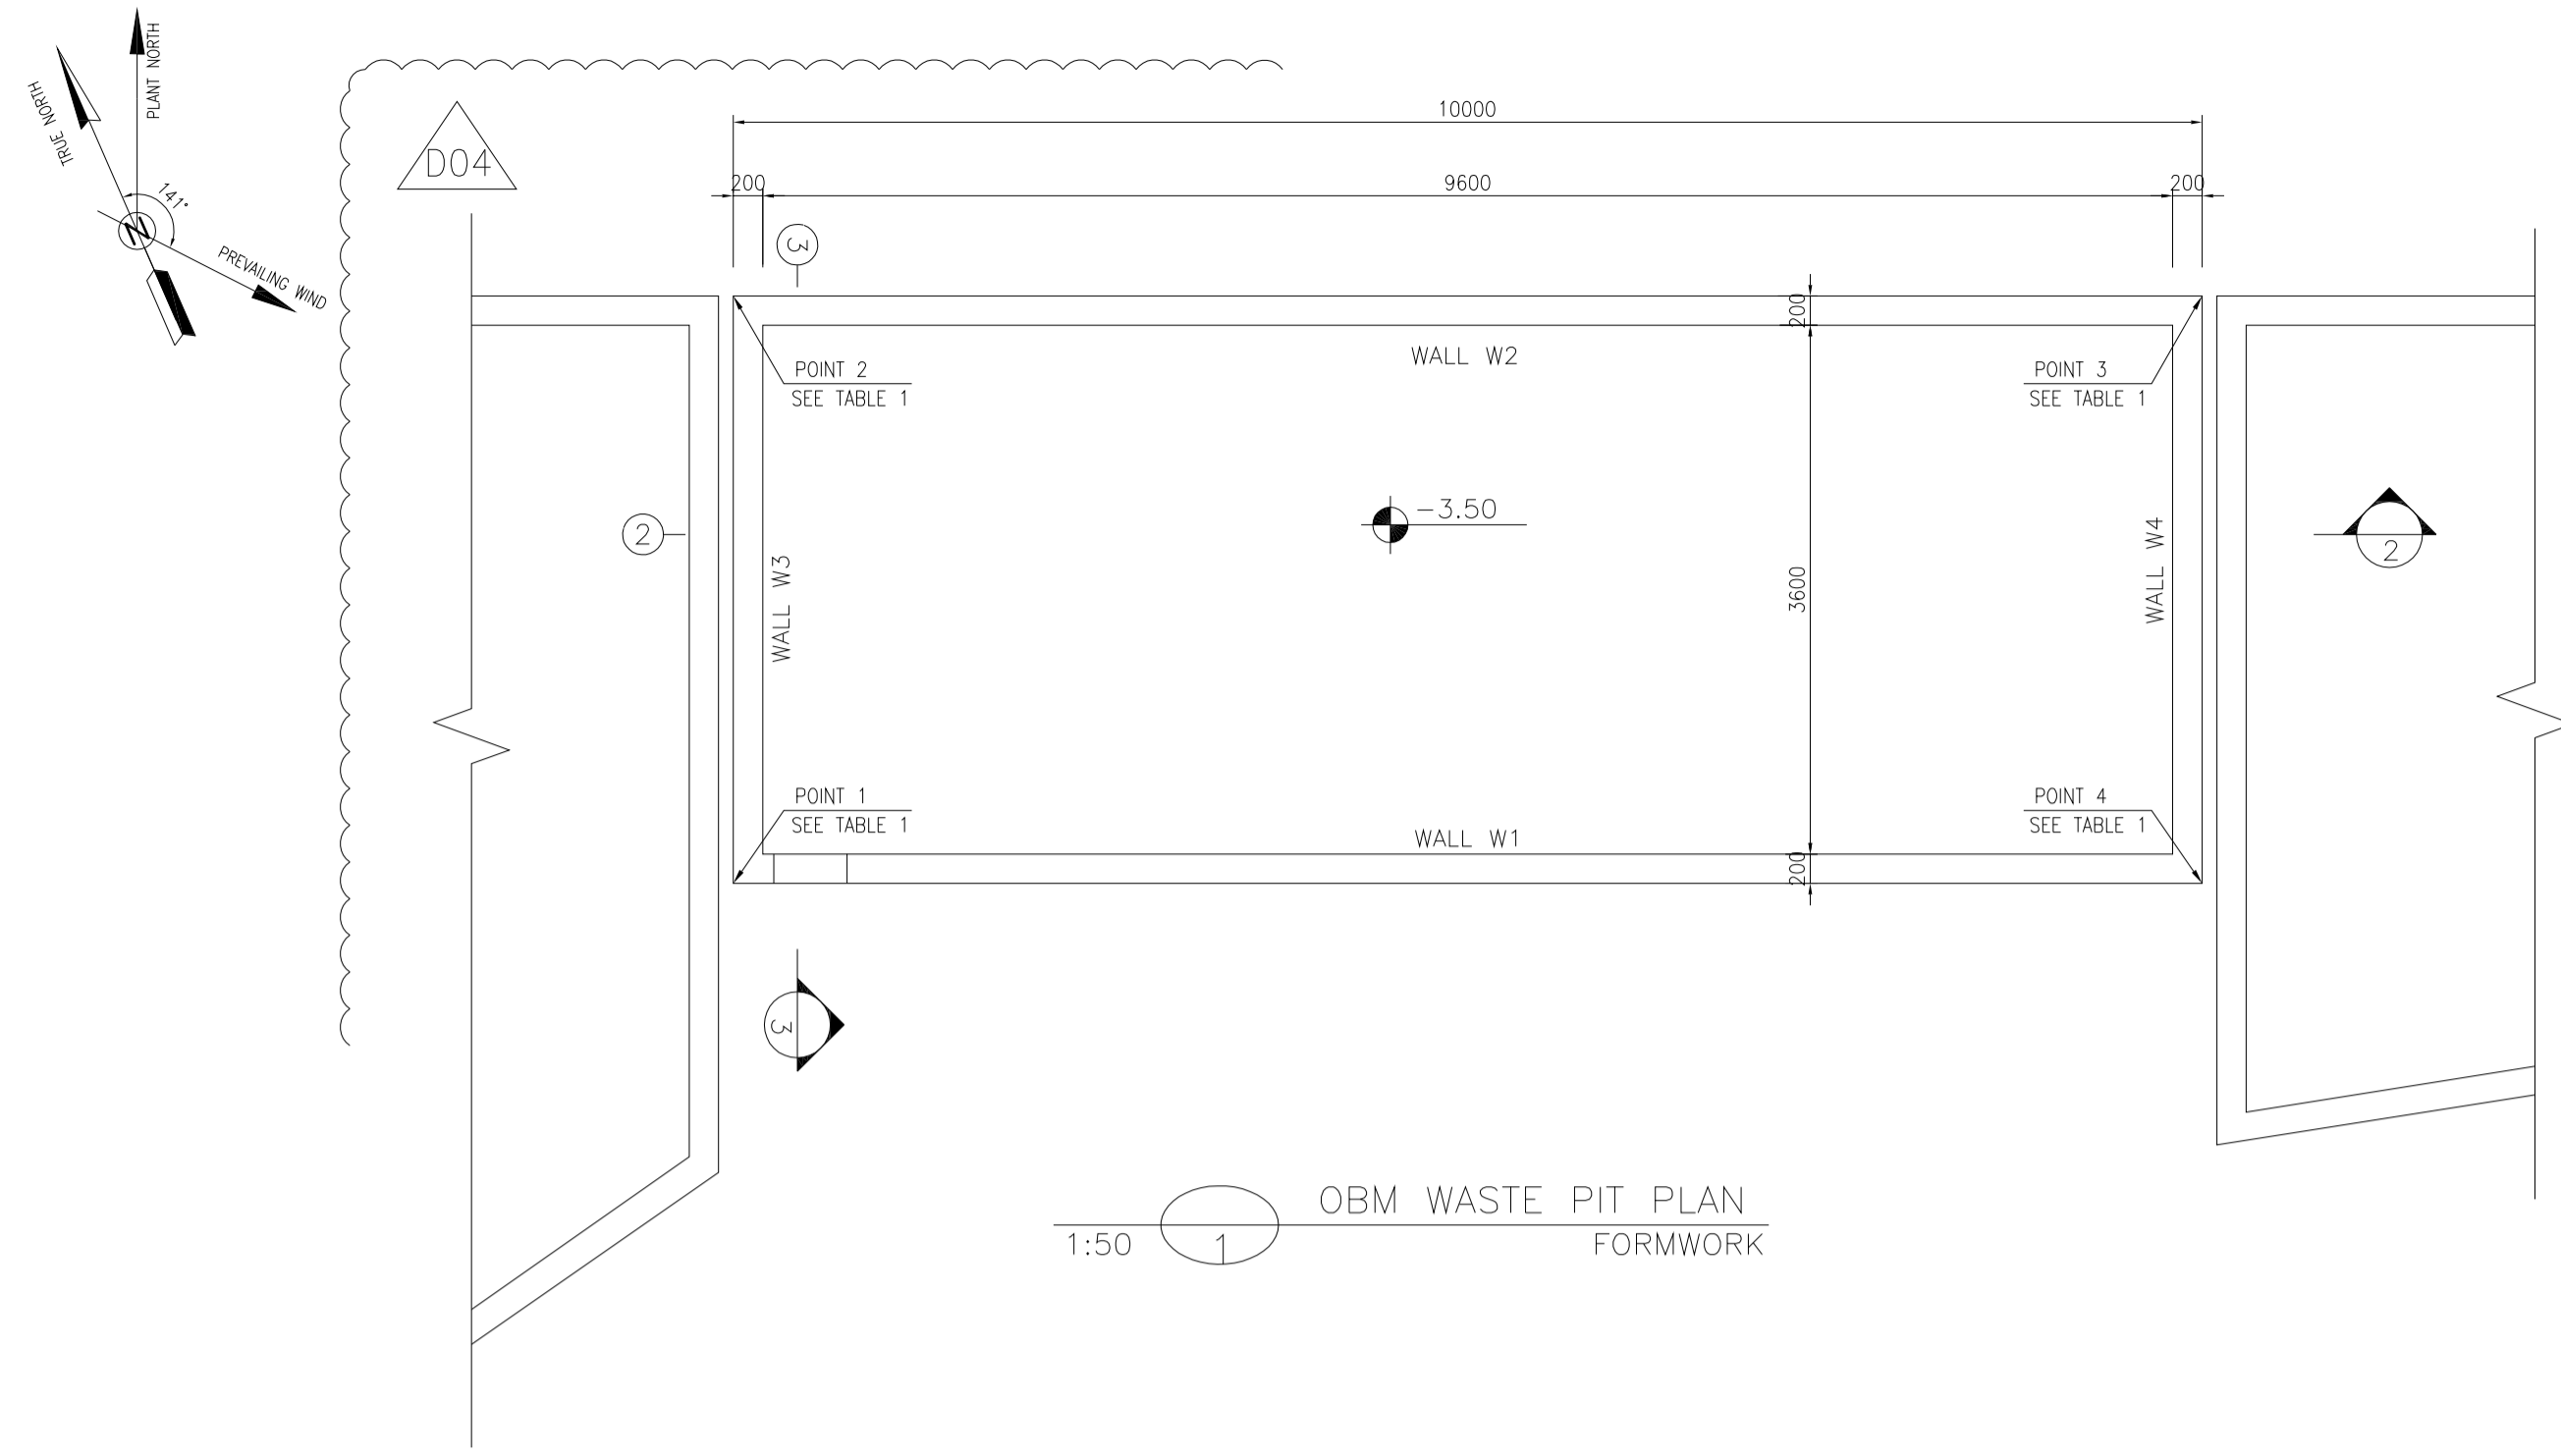 PLANT NORTH
TRUE NORTH
141°
N
PREVAILING WIND
D04
10000
200
9600
200
3
200
WALL W2
POINT 2
SEE TABLE 1
POINT 3
SEE TABLE 1
-3.50
2
2
WALL W3
3600
WALL W4
POINT 1
SEE TABLE 1
POINT 4
SEE TABLE 1
WALL W1
200
3
OBM WASTE PIT PLAN
1:50
1
FORMWORK